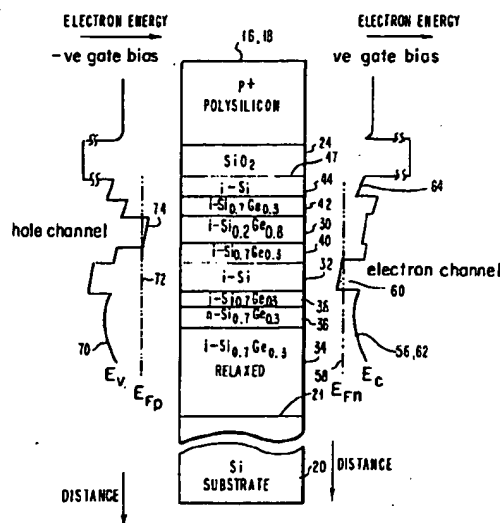 ELECTRON ENERGY
-ve gate bias
16,18
ELECTRON ENERGY
ve gate bias
p+
POLYSILICON
24
SiO2
47
i-Si
44
i-Si0.7Ge0.3
42
i-Si0.2Ge0.8
30
i-Si0.7Ge0.3
40
i-Si
32
i-Si0.7Ge0.3
38
n-Si0.7Ge0.3
36
i-Si0.7Ge0.3
RELAXED
34
21
Si
SUBSTRATE
20
74
hole channel
72
70
Ev
EFp
DISTANCE
64
electron channel
60
56,62
58
EFn
Ec
DISTANCE